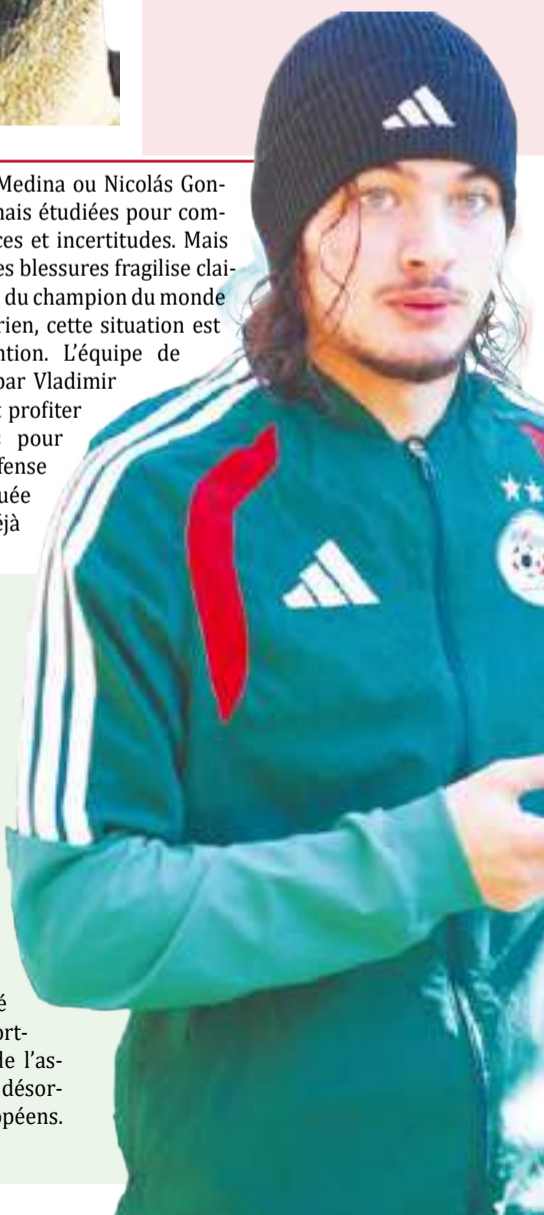 Medina ou Nicolás Gon-
mais étudiées pour com-
ces et incertitudes. Mais
es blessures fragilise clai-
du champion du monde
rien, cette situation est
ntion. L’équipe de
par Vladimir
t profiter
pour
fense
uée
éjà
é
ort-
de l’as-
désor-
opéens.